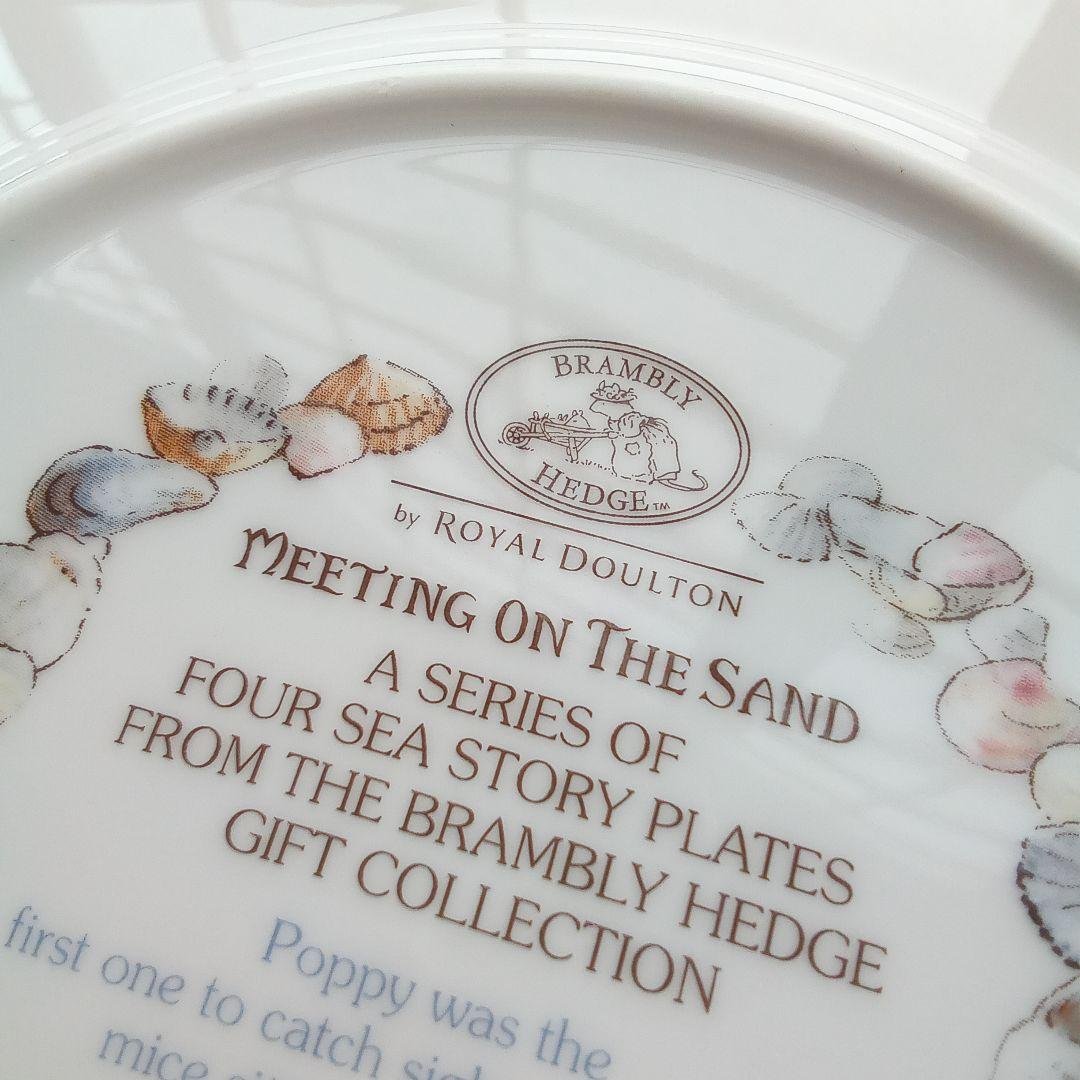 BRAMBLY
HEDGE™
by ROYAL DOULTON
MEETING ON THE SAND
A SERIES OF
FOUR SEA STORY PLATES
FROM THE BRAMBLY HEDGE
GIFT COLLECTION
Poppy was the
first one to catch
mice